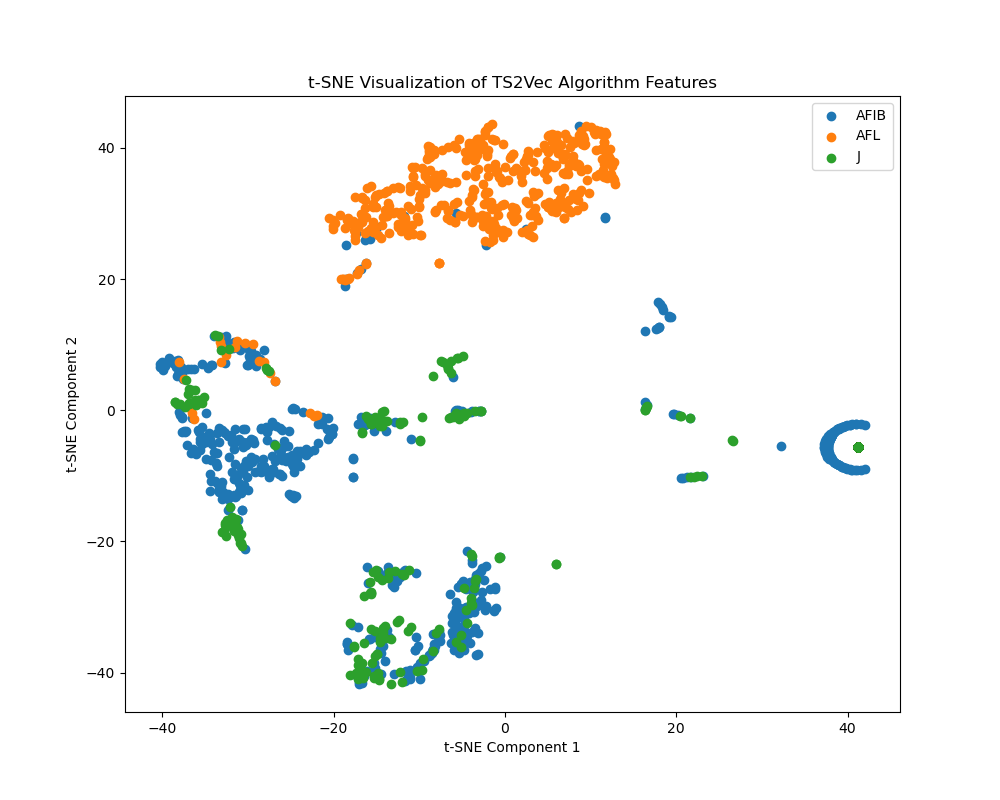 t-SNE Visualization of TS2Vec Algorithm Features
AFIB
AFL
J
40
20
0
−20
−40
t-SNE Component 2
−40
−20
0
20
40
t-SNE Component 1